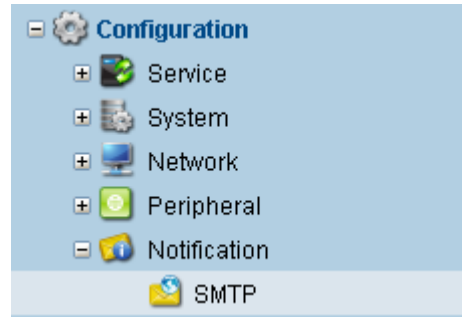 Configuration
Service
System
Network
Peripheral
Notification
SMTP